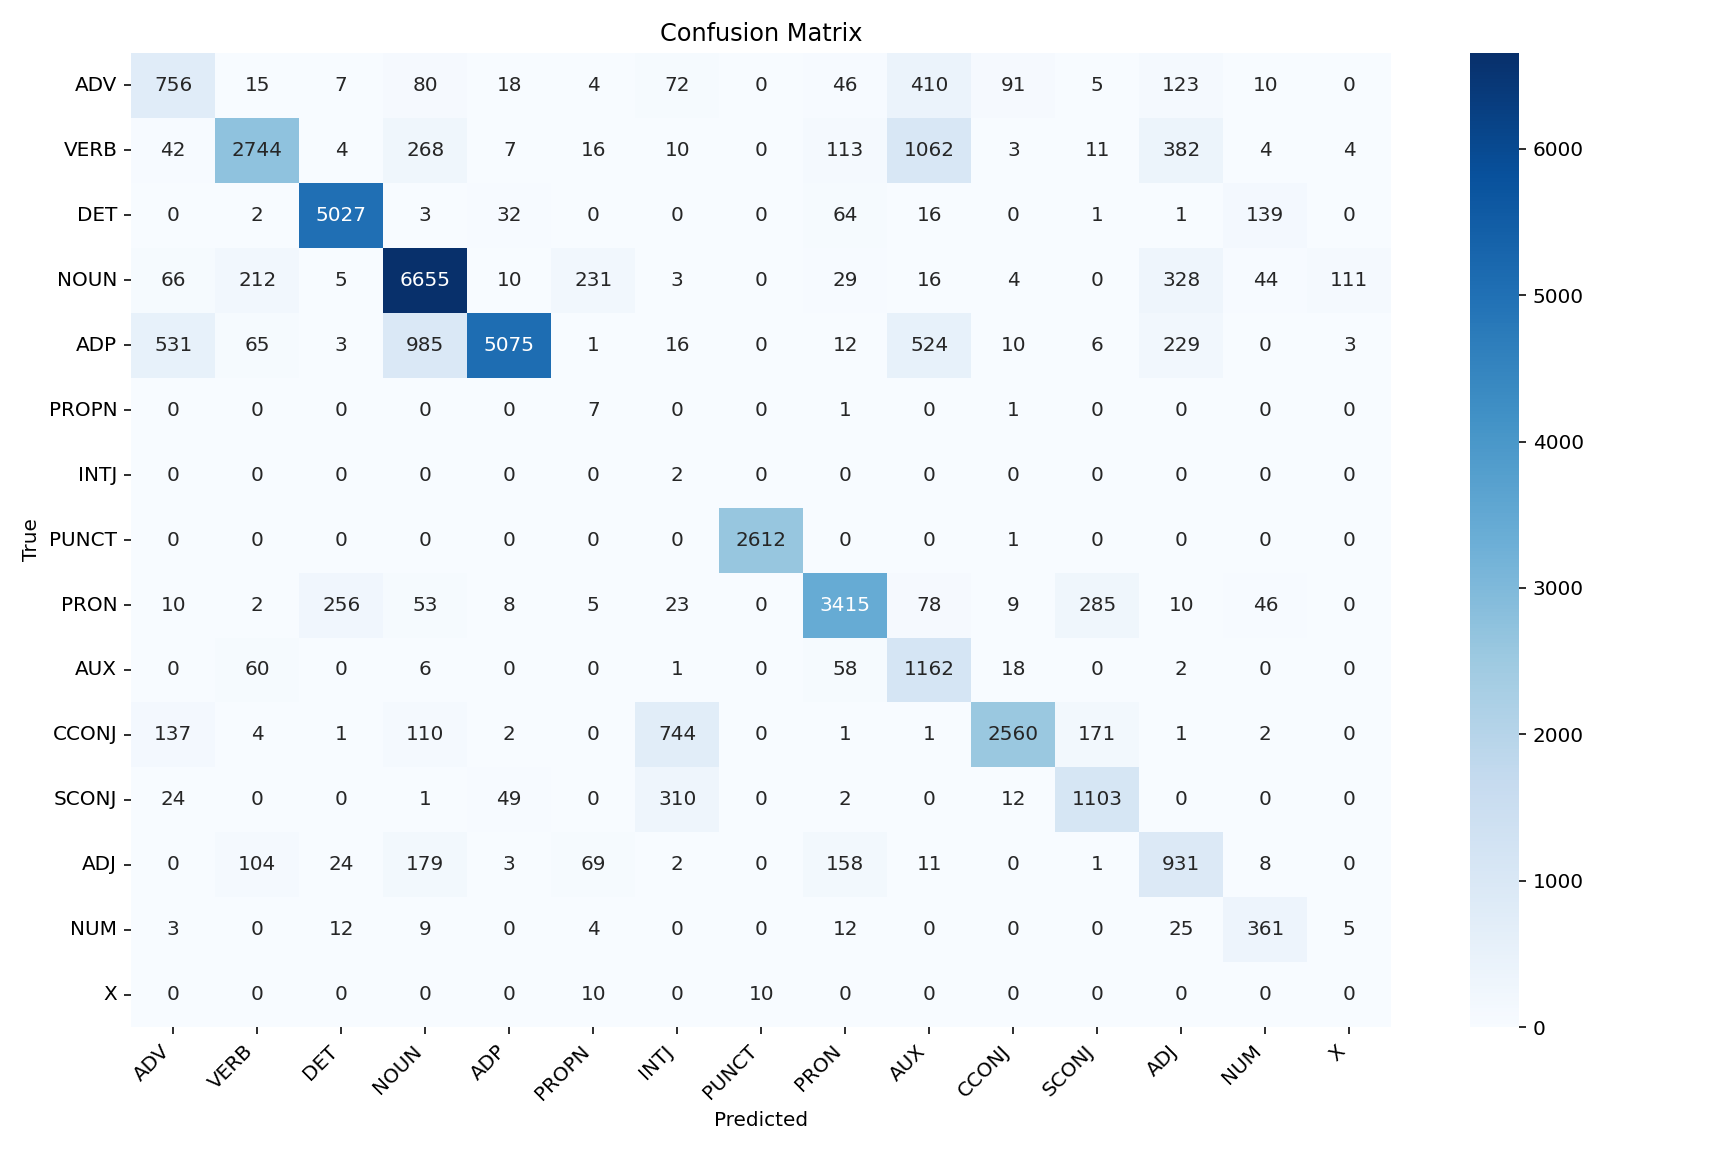 Confusion Matrix
ADV 756 15 7 80 18 4 72 0 46 410 91 5 123 10 0
VERB 42 2744 4 268 7 16 10 0 113 1062 3 11 382 4 4
6000
DET 0 2 5027 3 32 0 0 0 64 16 0 1 1 139 0
NOUN 66 212 5 6655 10 231 3 0 29 16 4 0 328 44 111
5000
ADP 531 65 3 985 5075 1 16 0 12 524 10 6 229 0 3
PROPN 0 0 0 0 0 7 0 0 1 0 1 0 0 0 0
4000
INTJ 0 0 0 0 0 0 2 0 0 0 0 0 0 0 0
True
PUNCT 0 0 0 0 0 0 0 2612 0 0 1 0 0 0 0
3000
PRON 10 2 256 53 8 5 23 0 3415 78 9 285 10 46 0
AUX 0 60 0 6 0 0 1 0 58 1162 18 0 2 0 0
CCONJ 137 4 1 110 2 0 744 0 1 1 2560 171 1 2 0
2000
SCONJ 24 0 0 1 49 0 310 0 2 0 12 1103 0 0 0
ADJ 0 104 24 179 3 69 2 0 158 11 0 1 931 8 0
1000
NUM 3 0 12 9 0 4 0 0 12 0 0 0 25 361 5
X 0 0 0 0 0 10 0 10 0 0 0 0 0 0 0
0
ADV VERB DET NOUN ADP PROPN INTJ PUNCT PRON AUX CCONJ SCONJ ADJ NUM X
Predicted